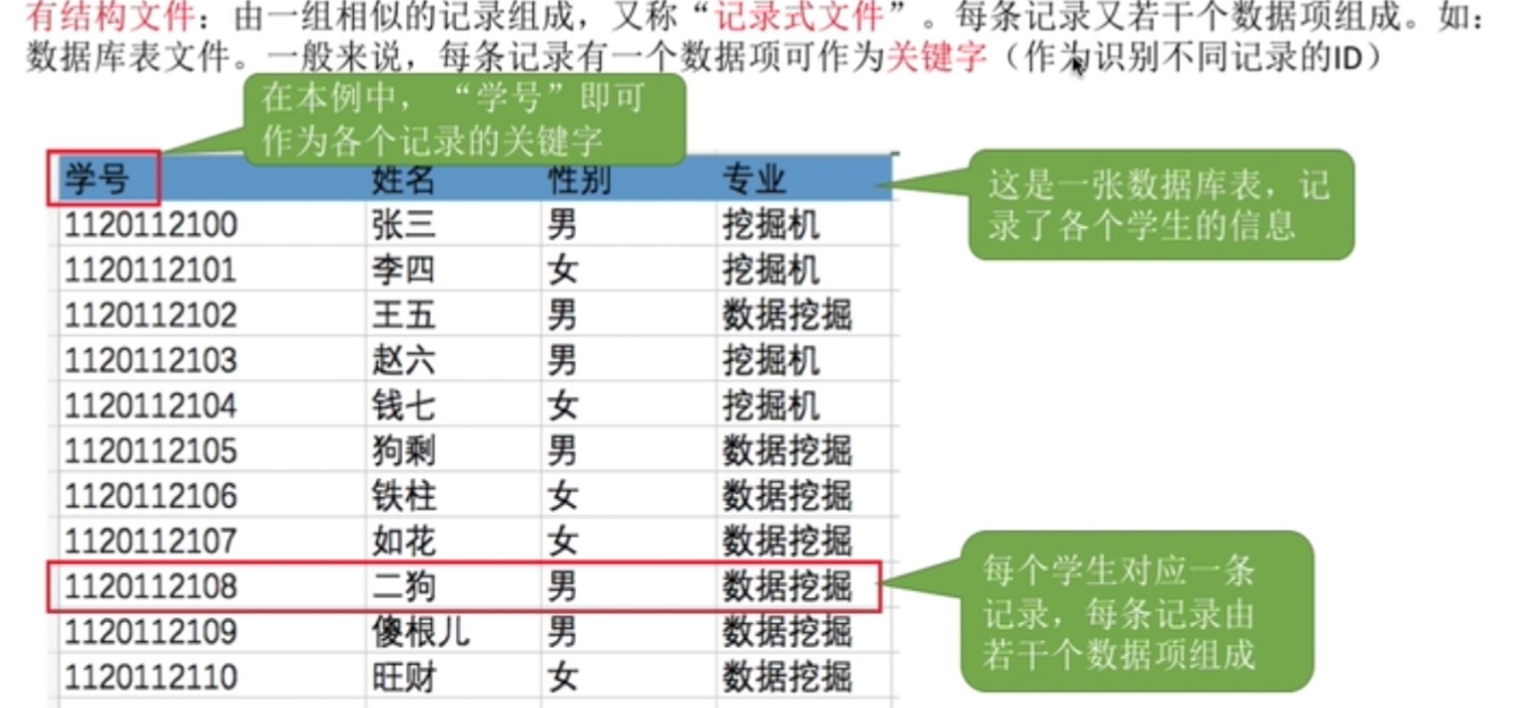 有结构文件：由一组相似的记录组成，又称“记录式文件”。每条记录又若干个数据项组成。如：
数据库表文件。一般来说，每条记录有一个数据项可作为关键字（作为识别不同记录的ID）
在本例中，“学号”即可
作为各个记录的关键字
学号 姓名 性别 专业
这是一张数据库表，记
录了各个学生的信息
1120112100 张三 男 挖掘机
1120112101 李四 女 挖掘机
1120112102 王五 男 数据挖掘
1120112103 赵六 男 挖掘机
1120112104 钱七 女 挖掘机
1120112105 狗剩 男 数据挖掘
1120112106 铁柱 女 数据挖掘
1120112107 如花 女 数据挖掘
1120112108 二狗 男 数据挖掘
每个学生对应一条
记录，每条记录由
若干个数据项组成
1120112109 傻根儿 男 数据挖掘
1120112110 旺财 女 数据挖掘